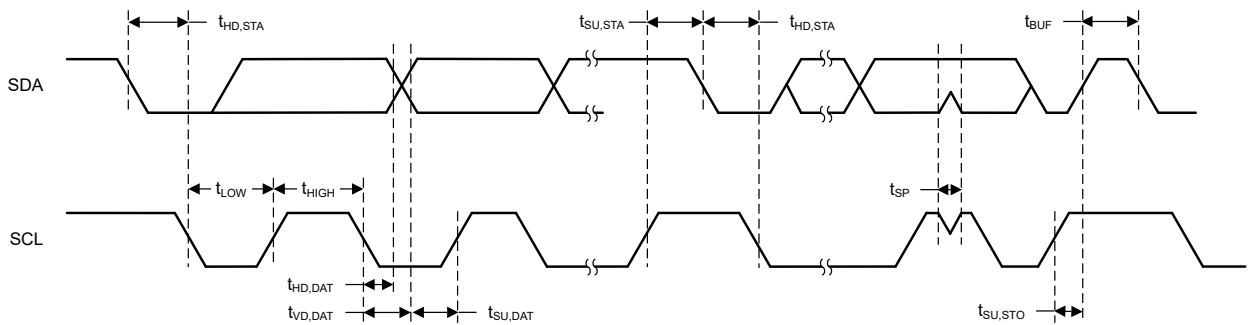 tHD,STA
tSU,STA
tHD,STA
tBUF
SDA
tLOW
tHIGH
tSP
SCL
tHD,DAT
tVD,DAT
tSU,DAT
tSU,STO